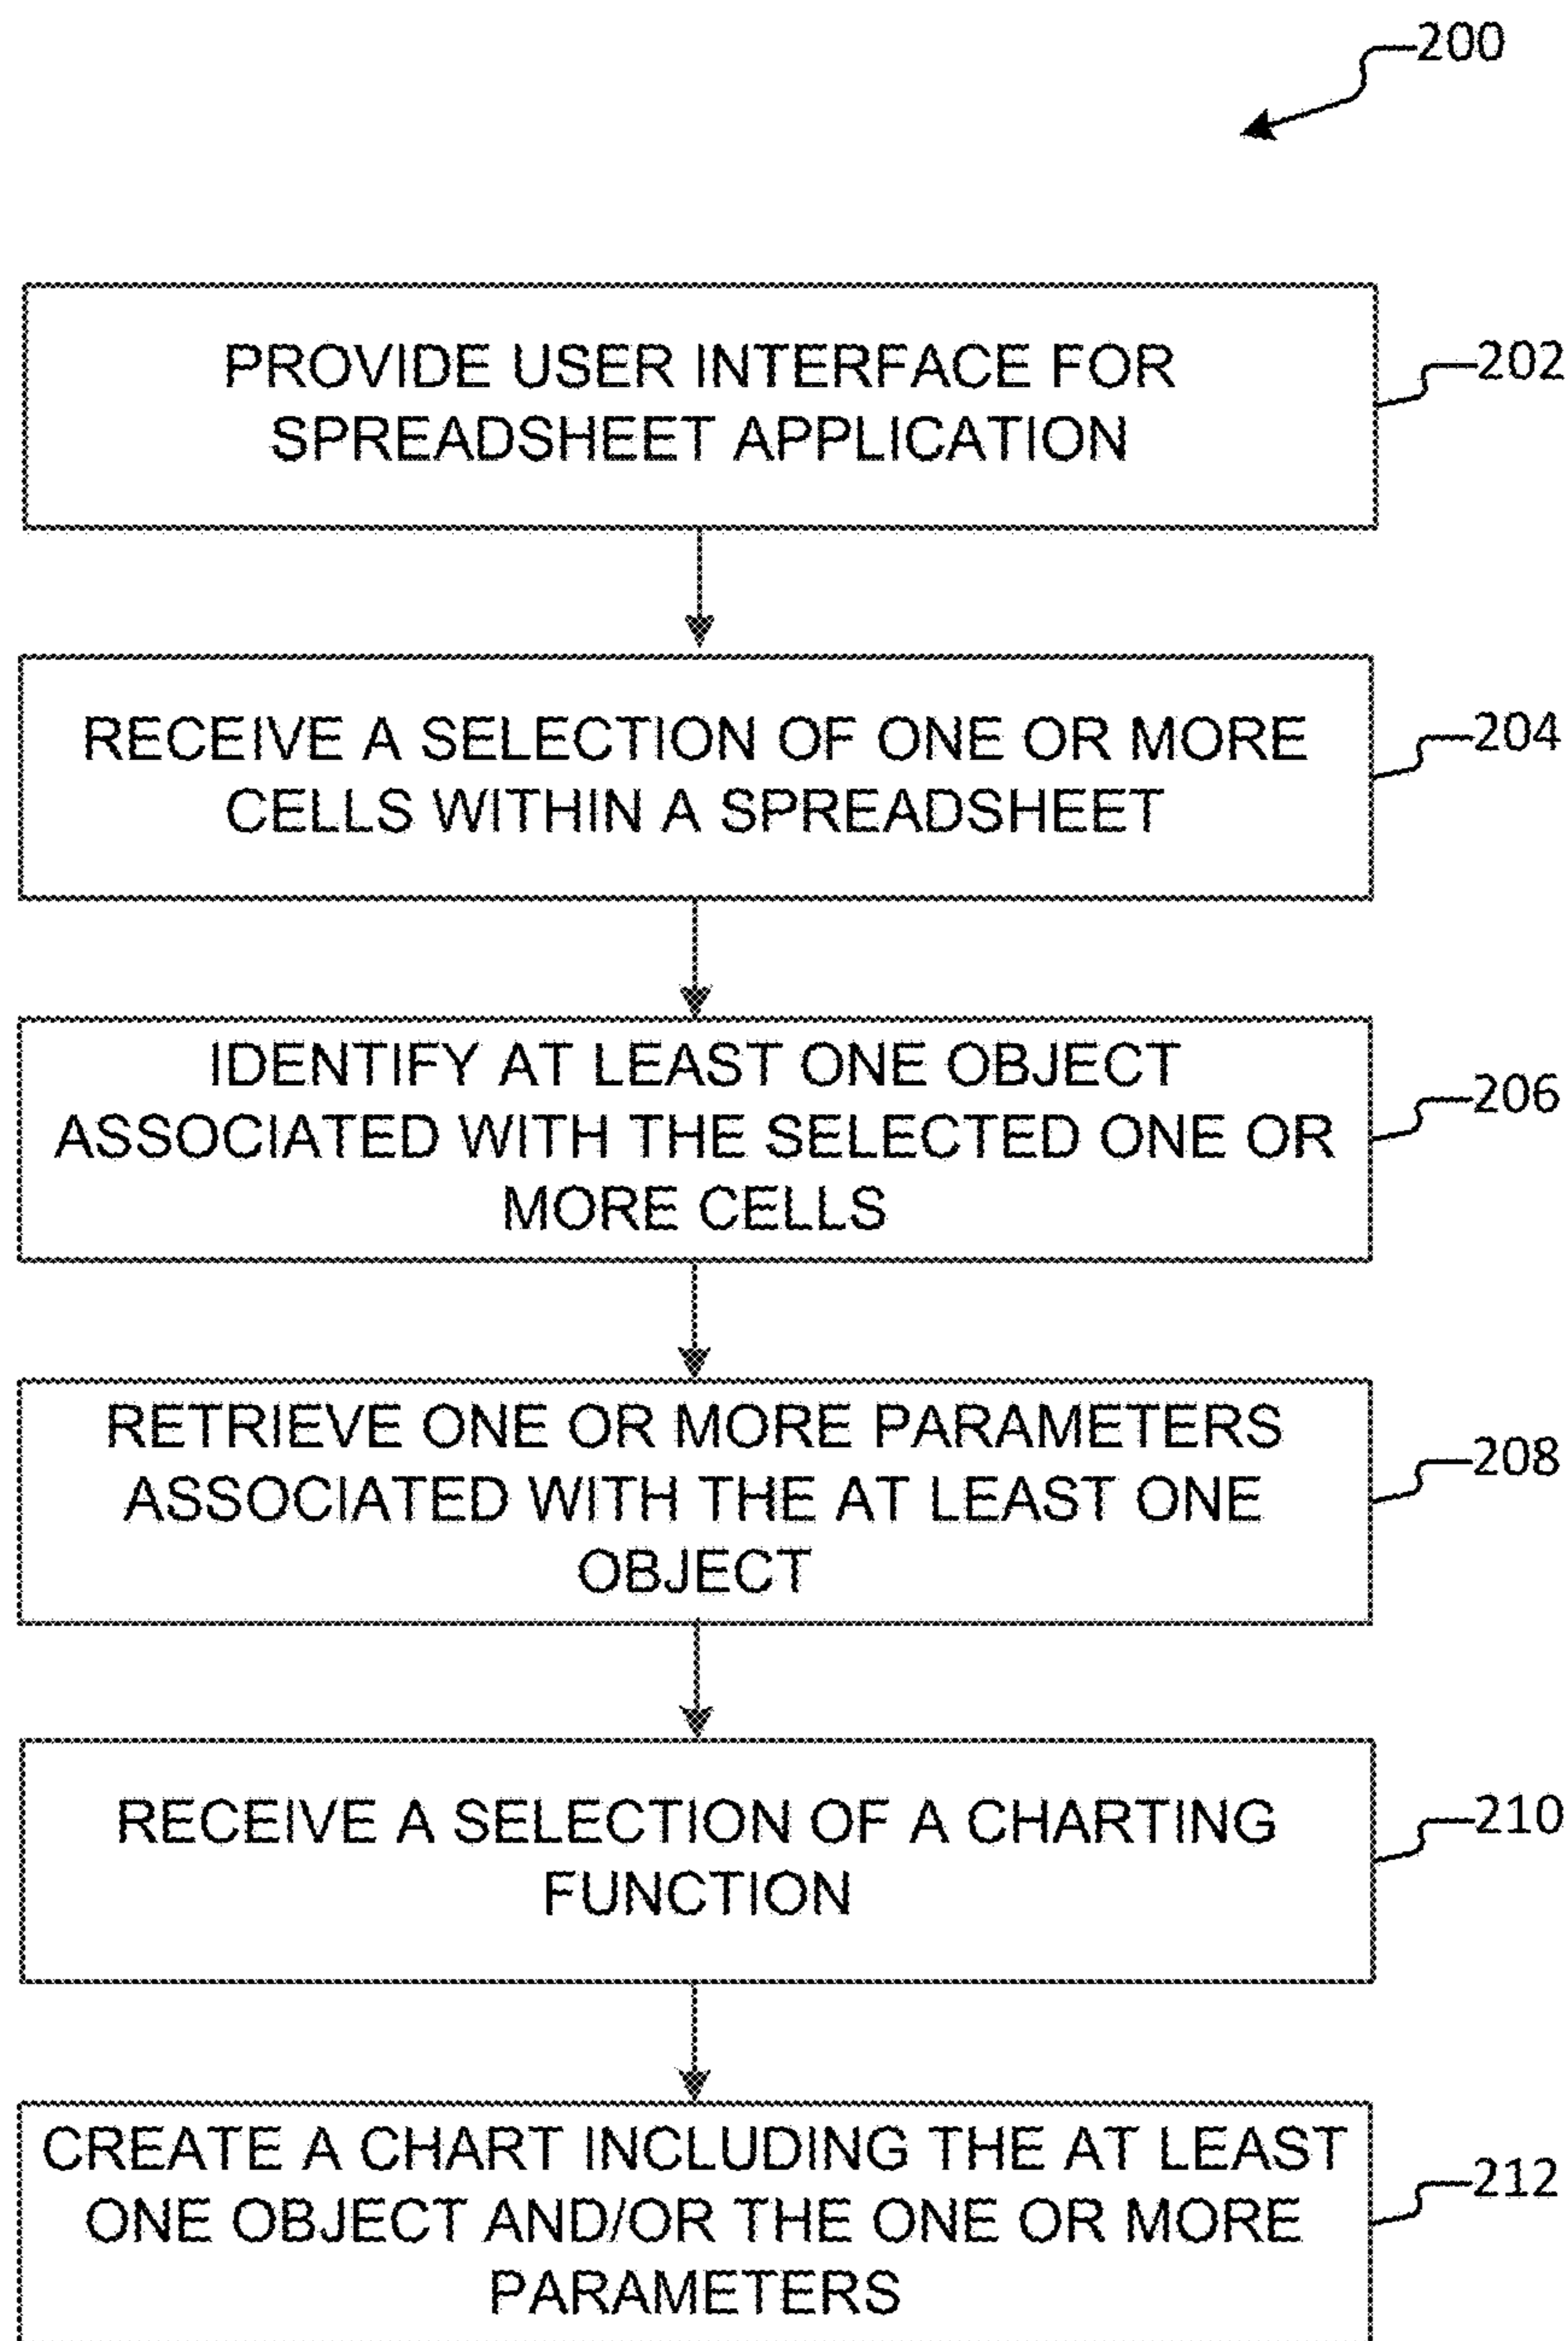 200
PROVIDE USER INTERFACE FOR
SPREADSHEET APPLICATION
202
RECEIVE A SELECTION OF ONE OR MORE
CELLS WITHIN A SPREADSHEET
204
IDENTIFY AT LEAST ONE OBJECT
ASSOCIATED WITH THE SELECTED ONE OR
MORE CELLS
206
RETRIEVE ONE OR MORE PARAMETERS
ASSOCIATED WITH THE AT LEAST ONE
OBJECT
208
RECEIVE A SELECTION OF A CHARTING
FUNCTION
210
CREATE A CHART INCLUDING THE AT LEAST
ONE OBJECT AND/OR THE ONE OR MORE
PARAMETERS
212